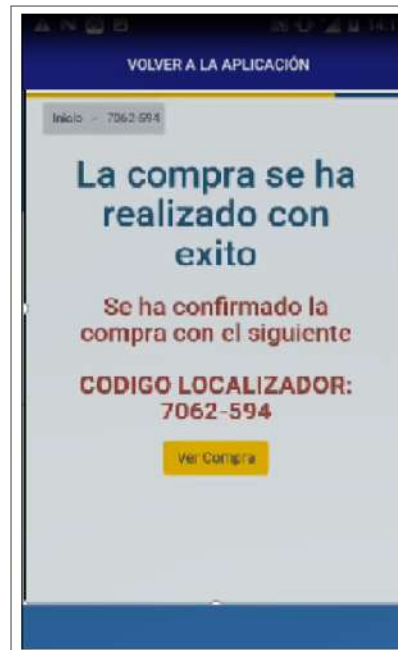 VOLVER A LA APLICACIÓN
Inicio - 7062-594
La compra se ha
realizado con
exito
Se ha confirmado la
compra con el siguiente
CODIGO LOCALIZADOR:
7062-594
Ver Compra